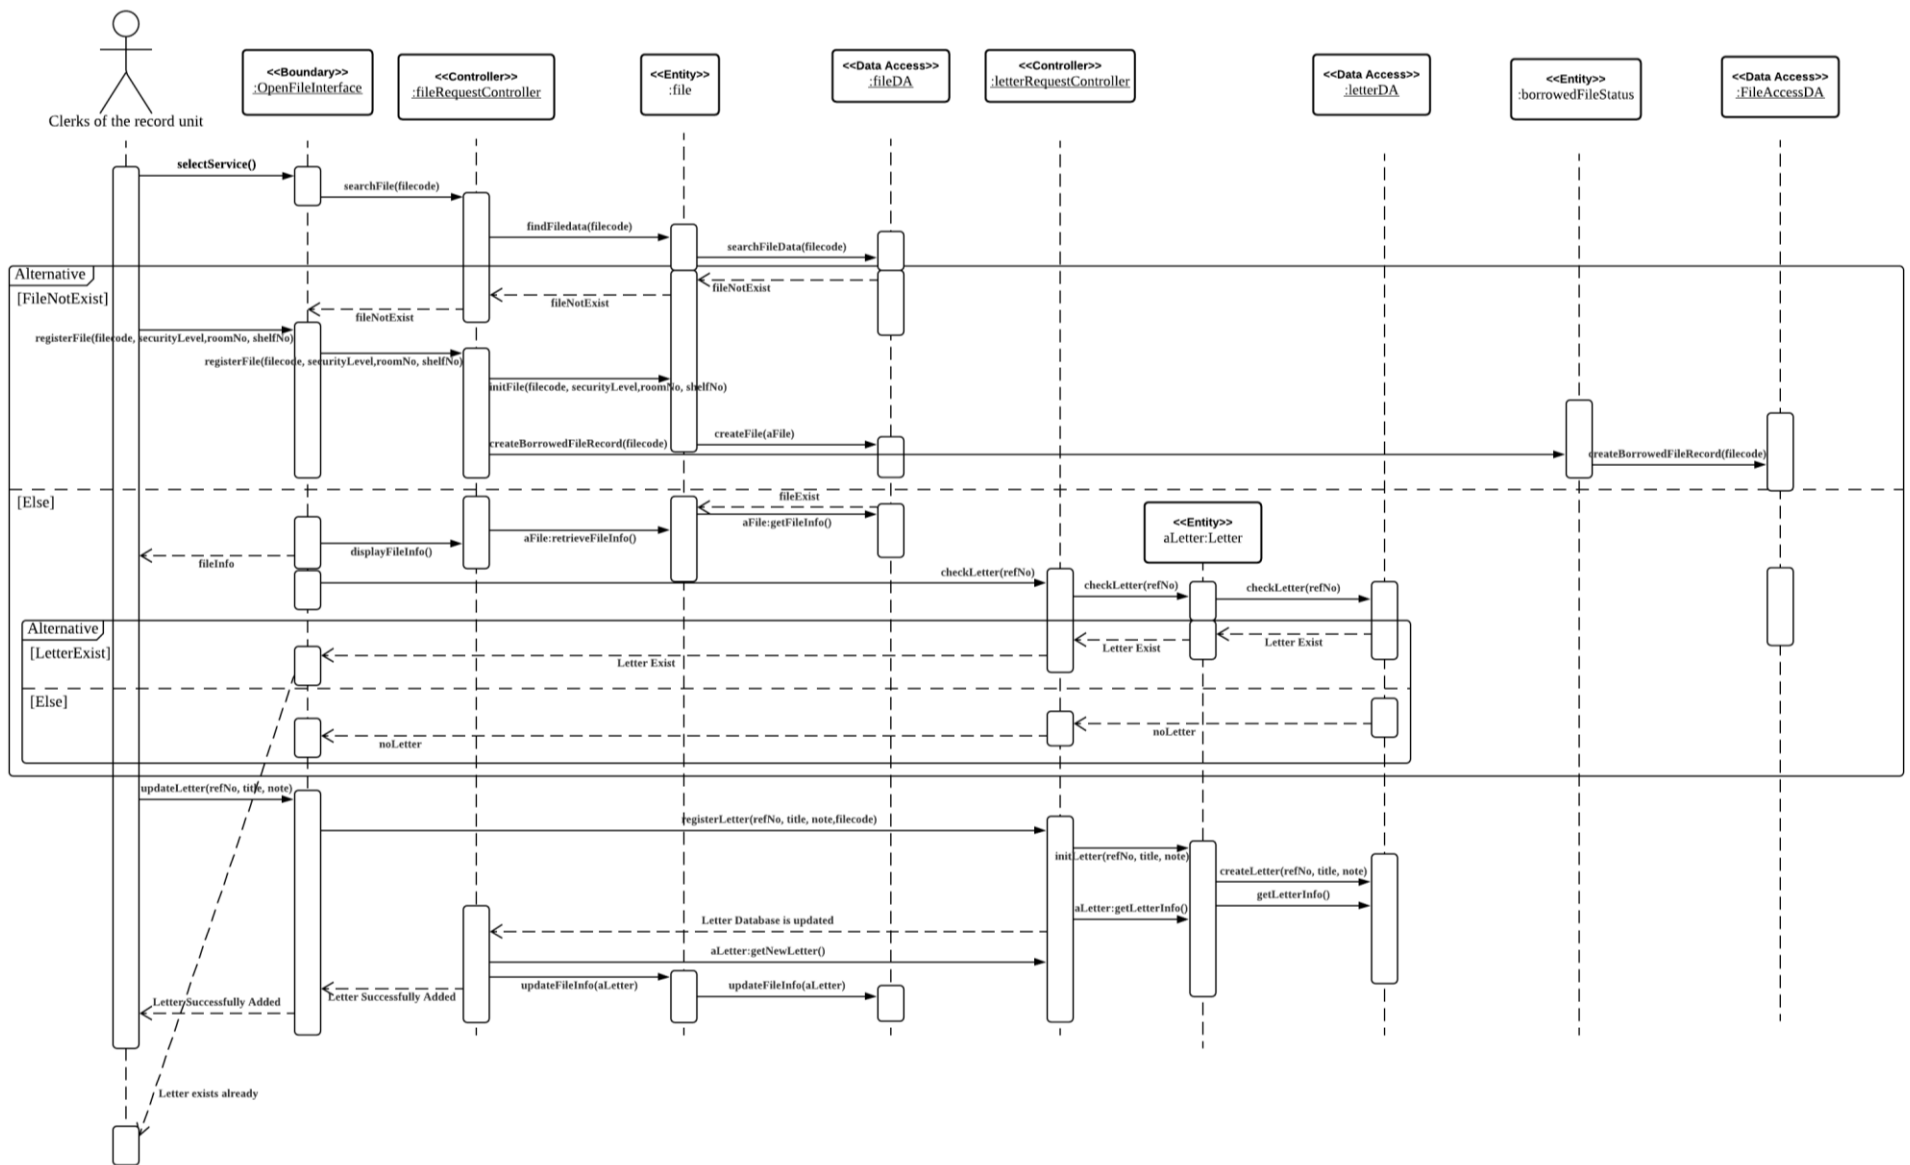 Clerks of the record unit
<<Boundary>>
:OpenFileInterface
<<Controller>>
:fileRequestController
<<Entity>>
:file
<<Data Access>>
:fileDA
<<Controller>>
:letterRequestController
<<Data Access>>
:letterDA
<<Entity>>
:borrowedFileStatus
<<Data Access>>
:FileAccessDA
selectService()
searchFile(filecode)
findFiledata(filecode)
searchFileData(filecode)
Alternative
[FileNotExist]
fileNotExist
fileNotExist
fileNotExist
registerFile(filecode, securityLevel,roomNo, shelfNo)
registerFile(filecode, securityLevel,roomNo, shelfNo)
initFile(filecode, securityLevel,roomNo, shelfNo)
createFile(aFile)
createBorrowedFileRecord(filecode)
createBorrowedFileRecord(filecode)
[Else]
fileExist
aFile:getFileInfo()
aFile:retrieveFileInfo()
displayFileInfo()
fileInfo
<<Entity>>
aLetter:Letter
checkLetter(refNo)
checkLetter(refNo)
checkLetter(refNo)
Alternative
[LetterExist]
Letter Exist
Letter Exist
Letter Exist
[Else]
noLetter
noLetter
updateLetter(refNo, title, note)
registerLetter(refNo, title, note,filecode)
initLetter(refNo, title, note)
createLetter(refNo, title, note)
getLetterInfo()
aLetter:getLetterInfo()
Letter Database is updated
aLetter:getNewLetter()
updateFileInfo(aLetter)
updateFileInfo(aLetter)
Letter Successfully Added
Letter Successfully Added
Letter exists already